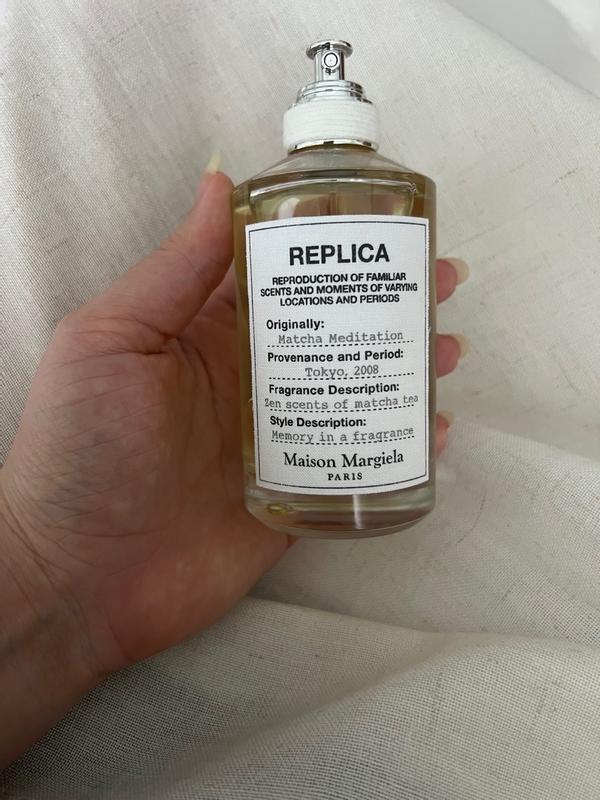 REPLICA
REPRODUCTION OF FAMILIAR
SCENTS AND MOMENTS OF VARYING
LOCATIONS AND PERIODS
Originally:
Matcha Meditation
Provenance and Period:
Tokyo, 2008
Fragrance Description:
Zen scents of matcha tea
Style Description:
Memory in a fragrance
Maison Margiela
PARIS